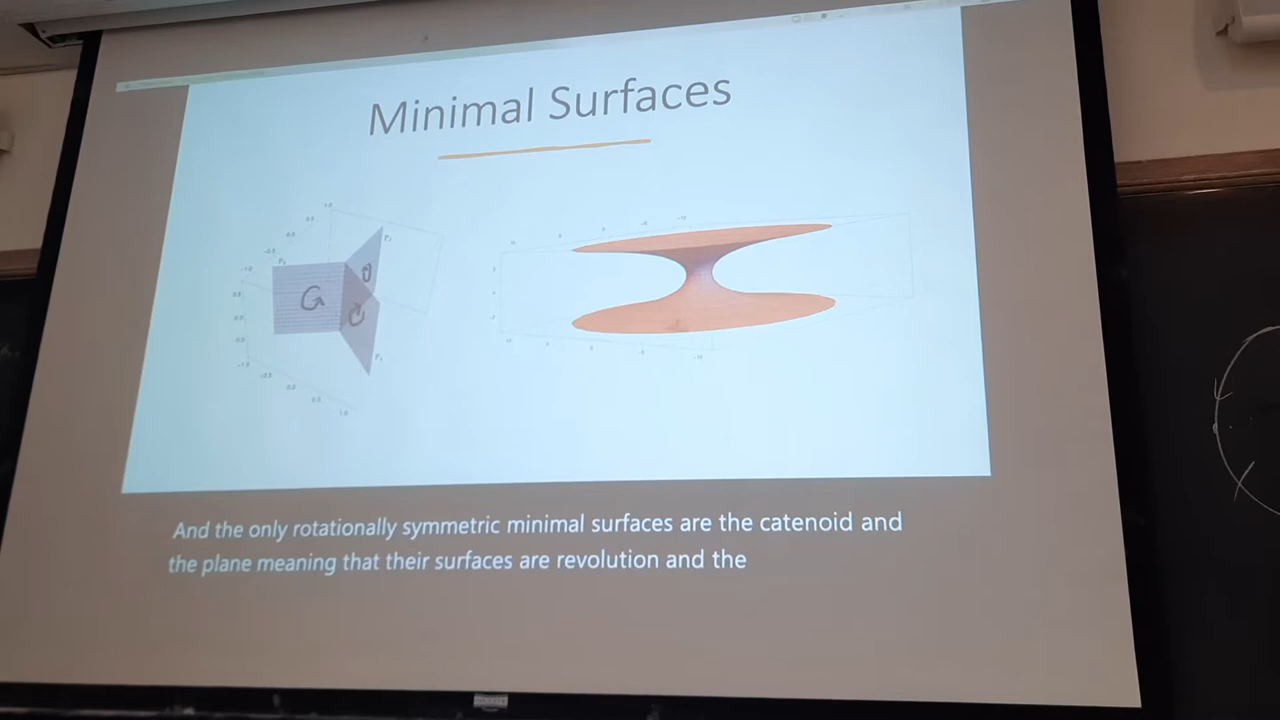 Minimal Surfaces
G
And the only rotationally symmetric minimal surfaces are the catenoid and
the plane meaning that their surfaces are revolution and the